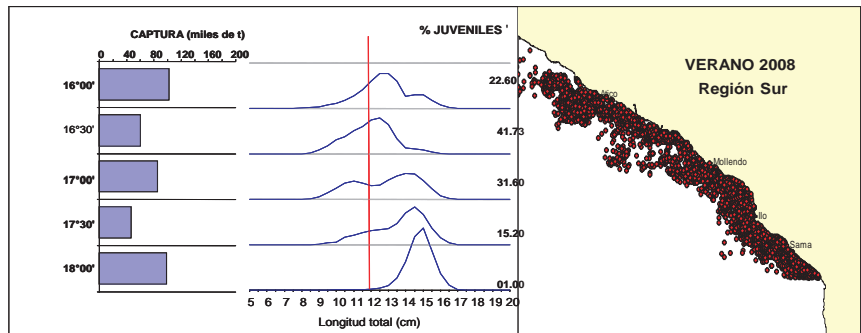 CAPTURA (miles de t)
0 40 80 120 160 200
% JUVENILES '
16°00'
16°30'
17°00'
17°30'
18°00'
22.60
41.73
31.60
15.20
01.00
5 6 7 8 9 10 11 12 13 14 15 16 17 18 19 20
Longitud total (cm)
VERANO 2008
Región Sur
Atico
Mollendo
Ilo
Sama